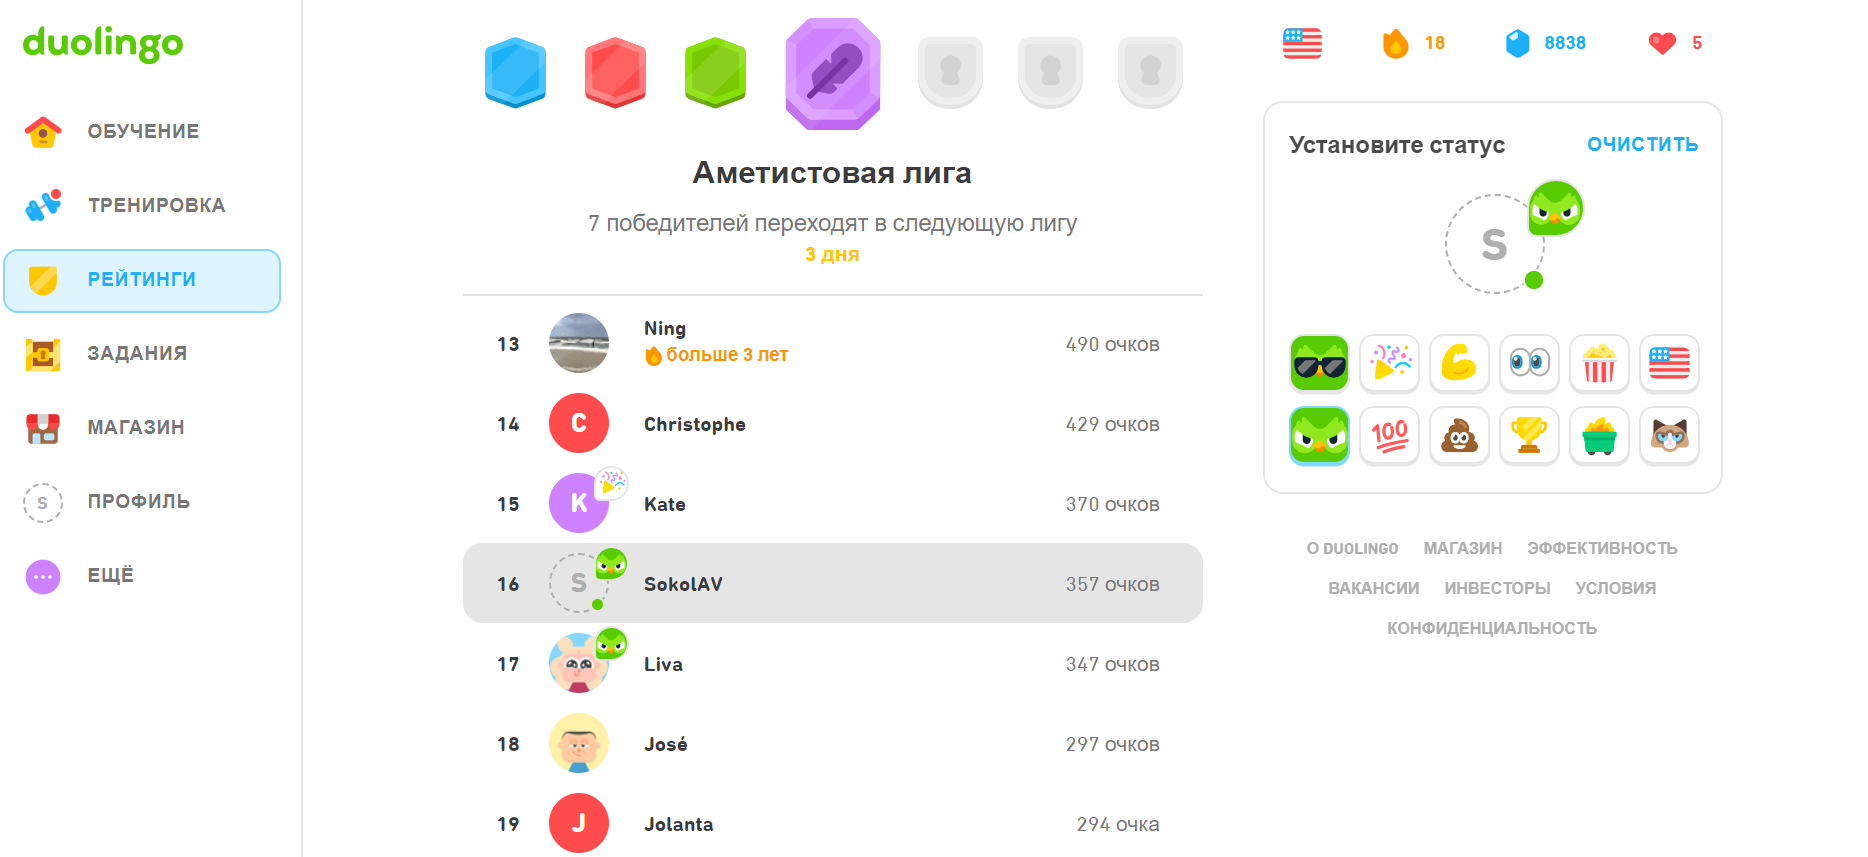 duolingo
ОБУЧЕНИЕ
ТРЕНИРОВКА
РЕЙТИНГИ
ЗАДАНИЯ
МАГАЗИН
S ПРОФИЛЬ
ЕЩЁ
Аметистовая лига
7 победителей переходят в следующую лигу
3 дня
13 Ning 490 очков
больше 3 лет
14 C Christophe 429 очков
15 K Kate 370 очков
16 S SokolAV 357 очков
17 Liva 347 очков
18 José 297 очков
19 J Jolanta 294 очка
18 8838 5
Установите статус ОЧИСТИТЬ
S
100
О DUOLINGO МАГАЗИН ЭФФЕКТИВНОСТЬ
ВАКАНСИИ ИНВЕСТОРЫ УСЛОВИЯ
КОНФИДЕНЦИАЛЬНОСТЬ